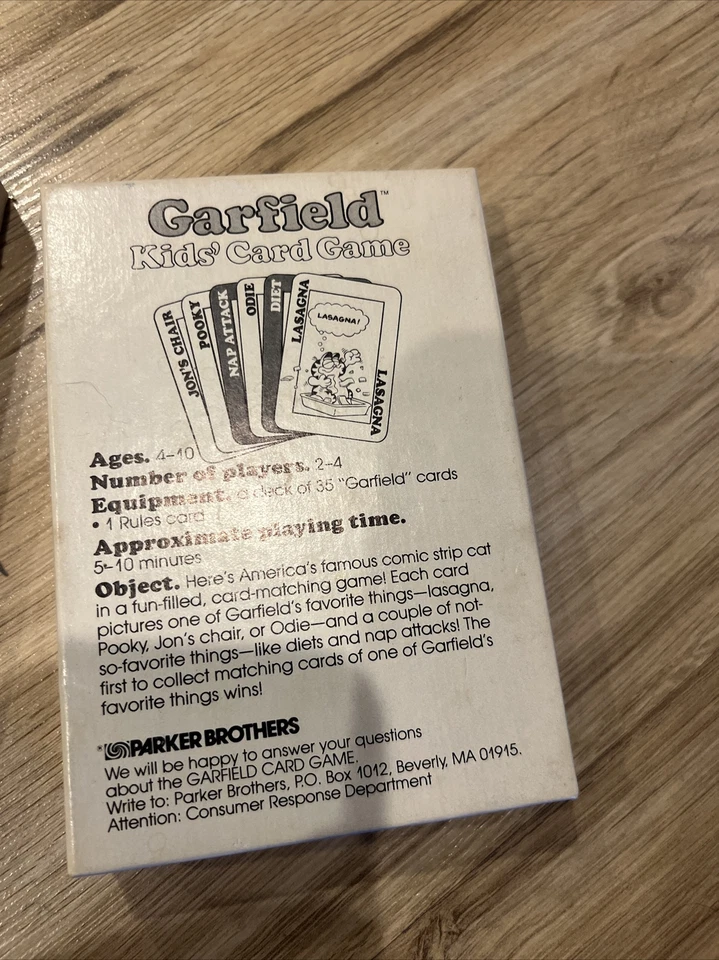 Garfield™
Kids' Card Game
JON'S CHAIR
POOKY
NAP ATTACK
ODIE
DIET
LASAGNA
LASAGNA!
LASAGNA
Ages. 4–10
Number of players. 2–4
Equipment. a deck of 35 "Garfield" cards
• 1 Rules card
Approximate playing time.
5–10 minutes
Object. Here's America's famous comic strip cat
in a fun-filled, card-matching game! Each card
pictures one of Garfield's favorite things—lasagna,
Pooky, Jon's chair, or Odie—and a couple of not-
so-favorite things—like diets and nap attacks! The
first to collect matching cards of one of Garfield's
favorite things wins!
PARKER BROTHERS
We will be happy to answer your questions
about the GARFIELD CARD GAME.
Write to: Parker Brothers, P.O. Box 1012, Beverly, MA 01915.
Attention: Consumer Response Department